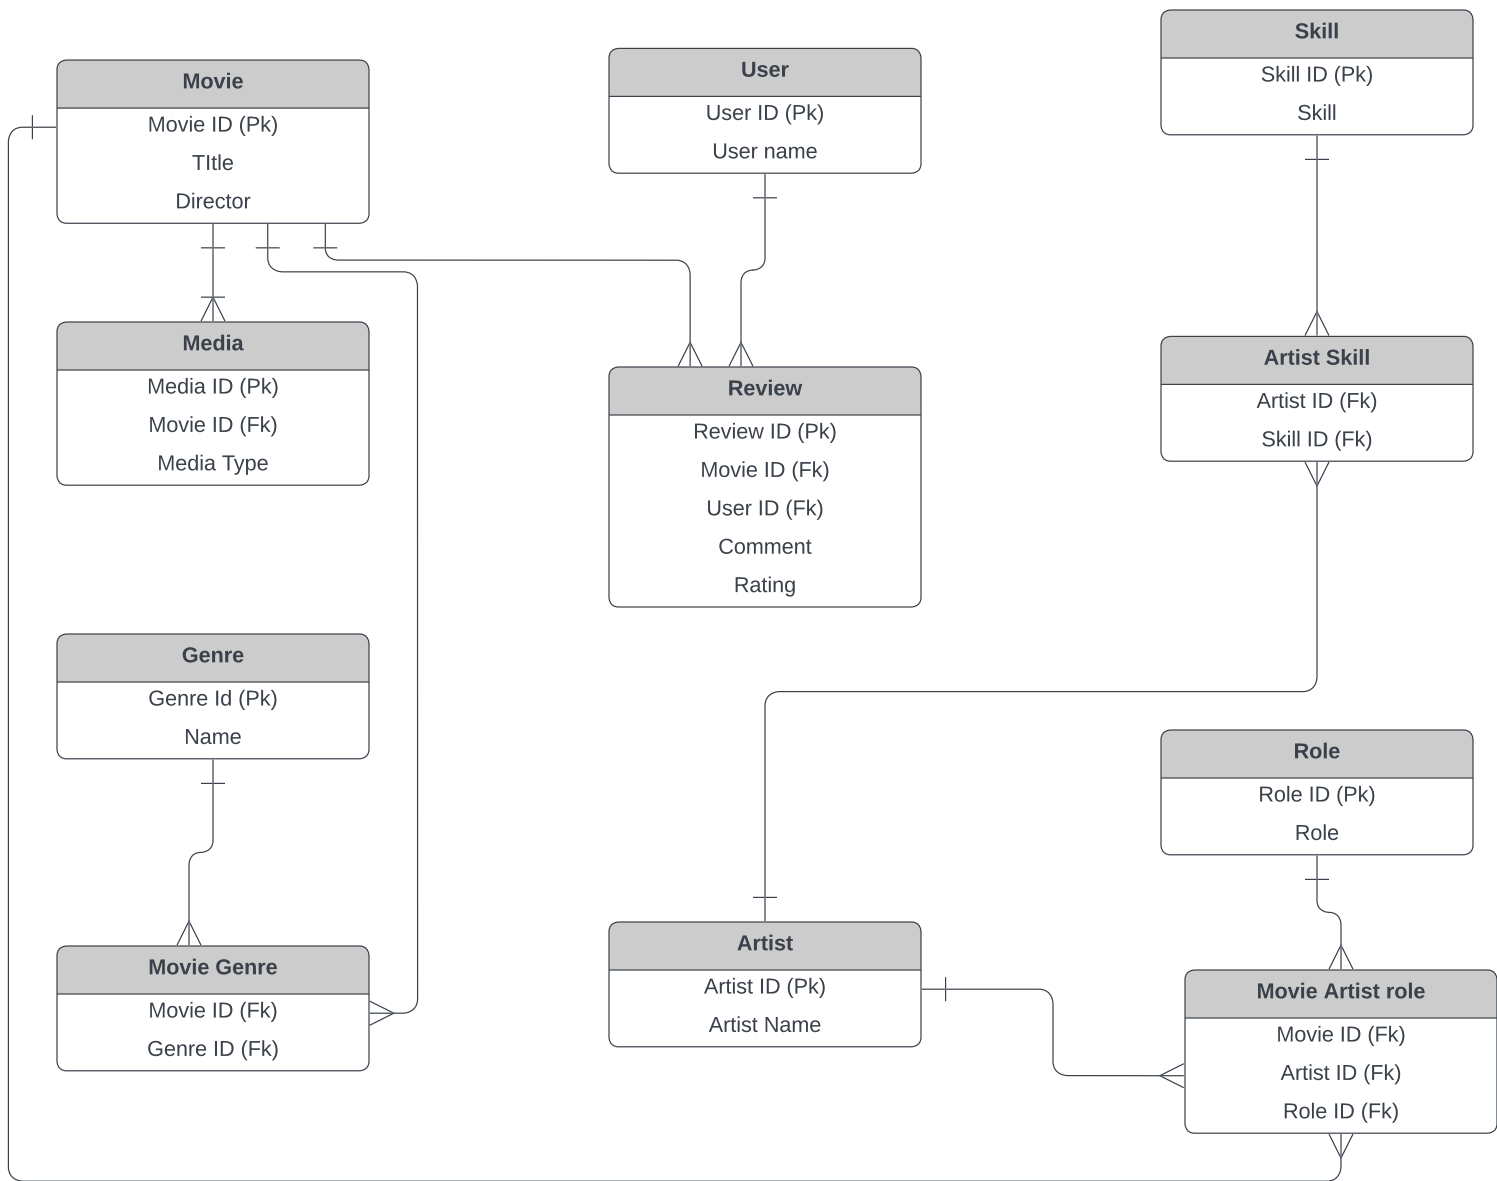 Movie
Movie ID (Pk)
TItle
Director
User
User ID (Pk)
User name
Skill
Skill ID (Pk)
Skill
Media
Media ID (Pk)
Movie ID (Fk)
Media Type
Review
Review ID (Pk)
Movie ID (Fk)
User ID (Fk)
Comment
Rating
Artist Skill
Artist ID (Fk)
Skill ID (Fk)
Genre
Genre Id (Pk)
Name
Role
Role ID (Pk)
Role
Movie Genre
Movie ID (Fk)
Genre ID (Fk)
Artist
Artist ID (Pk)
Artist Name
Movie Artist role
Movie ID (Fk)
Artist ID (Fk)
Role ID (Fk)